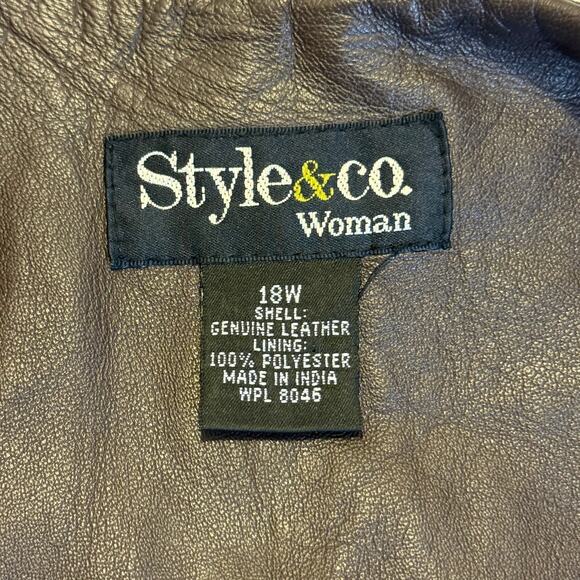 Style&co.
Woman
18W
SHELL:
GENUINE LEATHER
LINING:
100% POLYESTER
MADE IN INDIA
WPL 8046